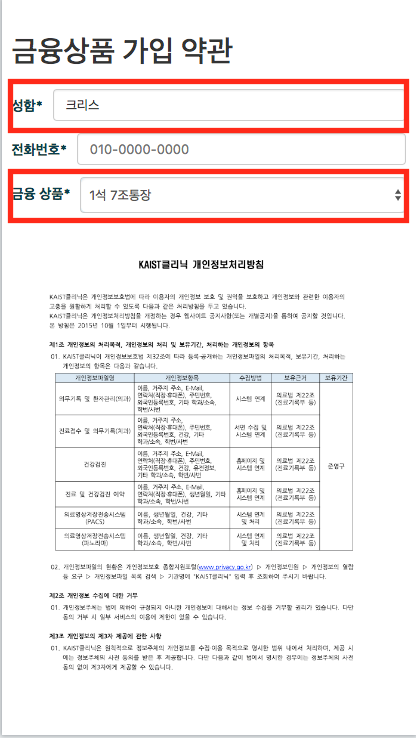 금융상품 가입 약관
성함* 크리스
전화번호* 010-0000-0000
금융 상품* 1석 7조통장
KAIST클리닉 개인정보처리방침
KAIST클리닉은 개인정보보호법에 따라 이용자의 개인정보 보호 및 권익을 보호하고 개인정보와 관련한 이용자의
고충을 원활하게 처리할 수 있도록 다음과 같은 처리방침을 두고 있습니다.
KAIST클리닉은 개인정보처리방침을 개정하는 경우 웹사이트 공지사항(또는 개별공지)를 통하여 공지할 것입니다.
본 방침은 2015년 10월 1일부터 시행됩니다.
제1조 개인정보의 처리목적, 개인정보의 처리 및 보유기간, 처리하는 개인정보의 항목
01. KAIST클리닉이 개인정보보호법 제32조에 따라 등록·공개하는 개인정보파일의 처리목적, 보유기간, 처리하는
개인정보의 항목은 다음과 같습니다.
개인정보파일명 개인정보항목 수집방법 보유근거 보유기간
의무기록 및 환자관리(의과) 이름, 거주지 주소, E-Mail, 시스템 연계 의료법 제22조
연락처(직장·휴대폰), 주민번호, (진료기록부 등)
외국인등록번호, 건강, 기타
학과/소속, 학번/사번
진료접수 및 의무기록(치과) 이름, 거주지 주소, 서면 수집 및 의료법 제22조
연락처(직장·휴대폰), 주민번호, 시스템 연계 (진료기록부 등)
외국인등록번호, 건강, 기타
학과/소속, 학번/사번
건강검진 이름, 거주지 주소, E-Mail, 홈페이지 및 의료법 제22조 준영구
연락처(직장·휴대폰), 주민번호, 시스템 연계 (진료기록부 등)
외국인등록번호, 건강, 유전정보,
기타 학과/소속, 학번/사번
진료 및 건강검진 예약 이름, 거주지 주소, E-Mail, 홈페이지 및 의료법 제22조
연락처(직장·휴대폰), 생년월일, 기타 시스템 연계 (진료기록부 등)
학과/소속, 학번/사번
의료영상저장전송시스템 이름, 생년월일, 건강, 기타 시스템 연계 의료법 제22조
(PACS) 학과/소속, 학번/사번 및 처리 (진료기록부 등)
의료영상저장전송시스템 이름, 생년월일, 건강, 기타 시스템 연계 의료법 제22조
(파노라마) 학과/소속, 학번/사번 (진료기록부 등)
02. 개인정보파일의 현황은 개인정보보호 종합지원포털(www.privacy.go.kr) ▷ 개인정보민원 ▷ 개인정보의 열람
등 요구 ▷ 개인정보파일 목록 검색 ▷ 기관명에 "KAIST클리닉" 입력 후 조회하여 주시기 바랍니다.
제2조 개인정보 수집에 대한 거부
01. 개인정보주체는 법에 의하여 규정되지 아니한 개인정보에 대해서는 정보 수집을 거부할 권리가 있습니다. 다만
동의 거부 시 일부 서비스의 이용에 제한이 있을 수 있습니다.
제3조 개인정보의 제3자 제공에 관한 사항
01. KAIST클리닉은 원칙적으로 정보주체의 개인정보를 수집·이용 목적으로 명시한 범위 내에서 처리하며, 제공 시
에는 정보주체의 사전 동의를 받은 후 제공합니다. 다만 다음과 같이 법에서 명시한 경우에는 정보주체의 사전
동의 없이 제3자에게 제공할 수 있습니다.